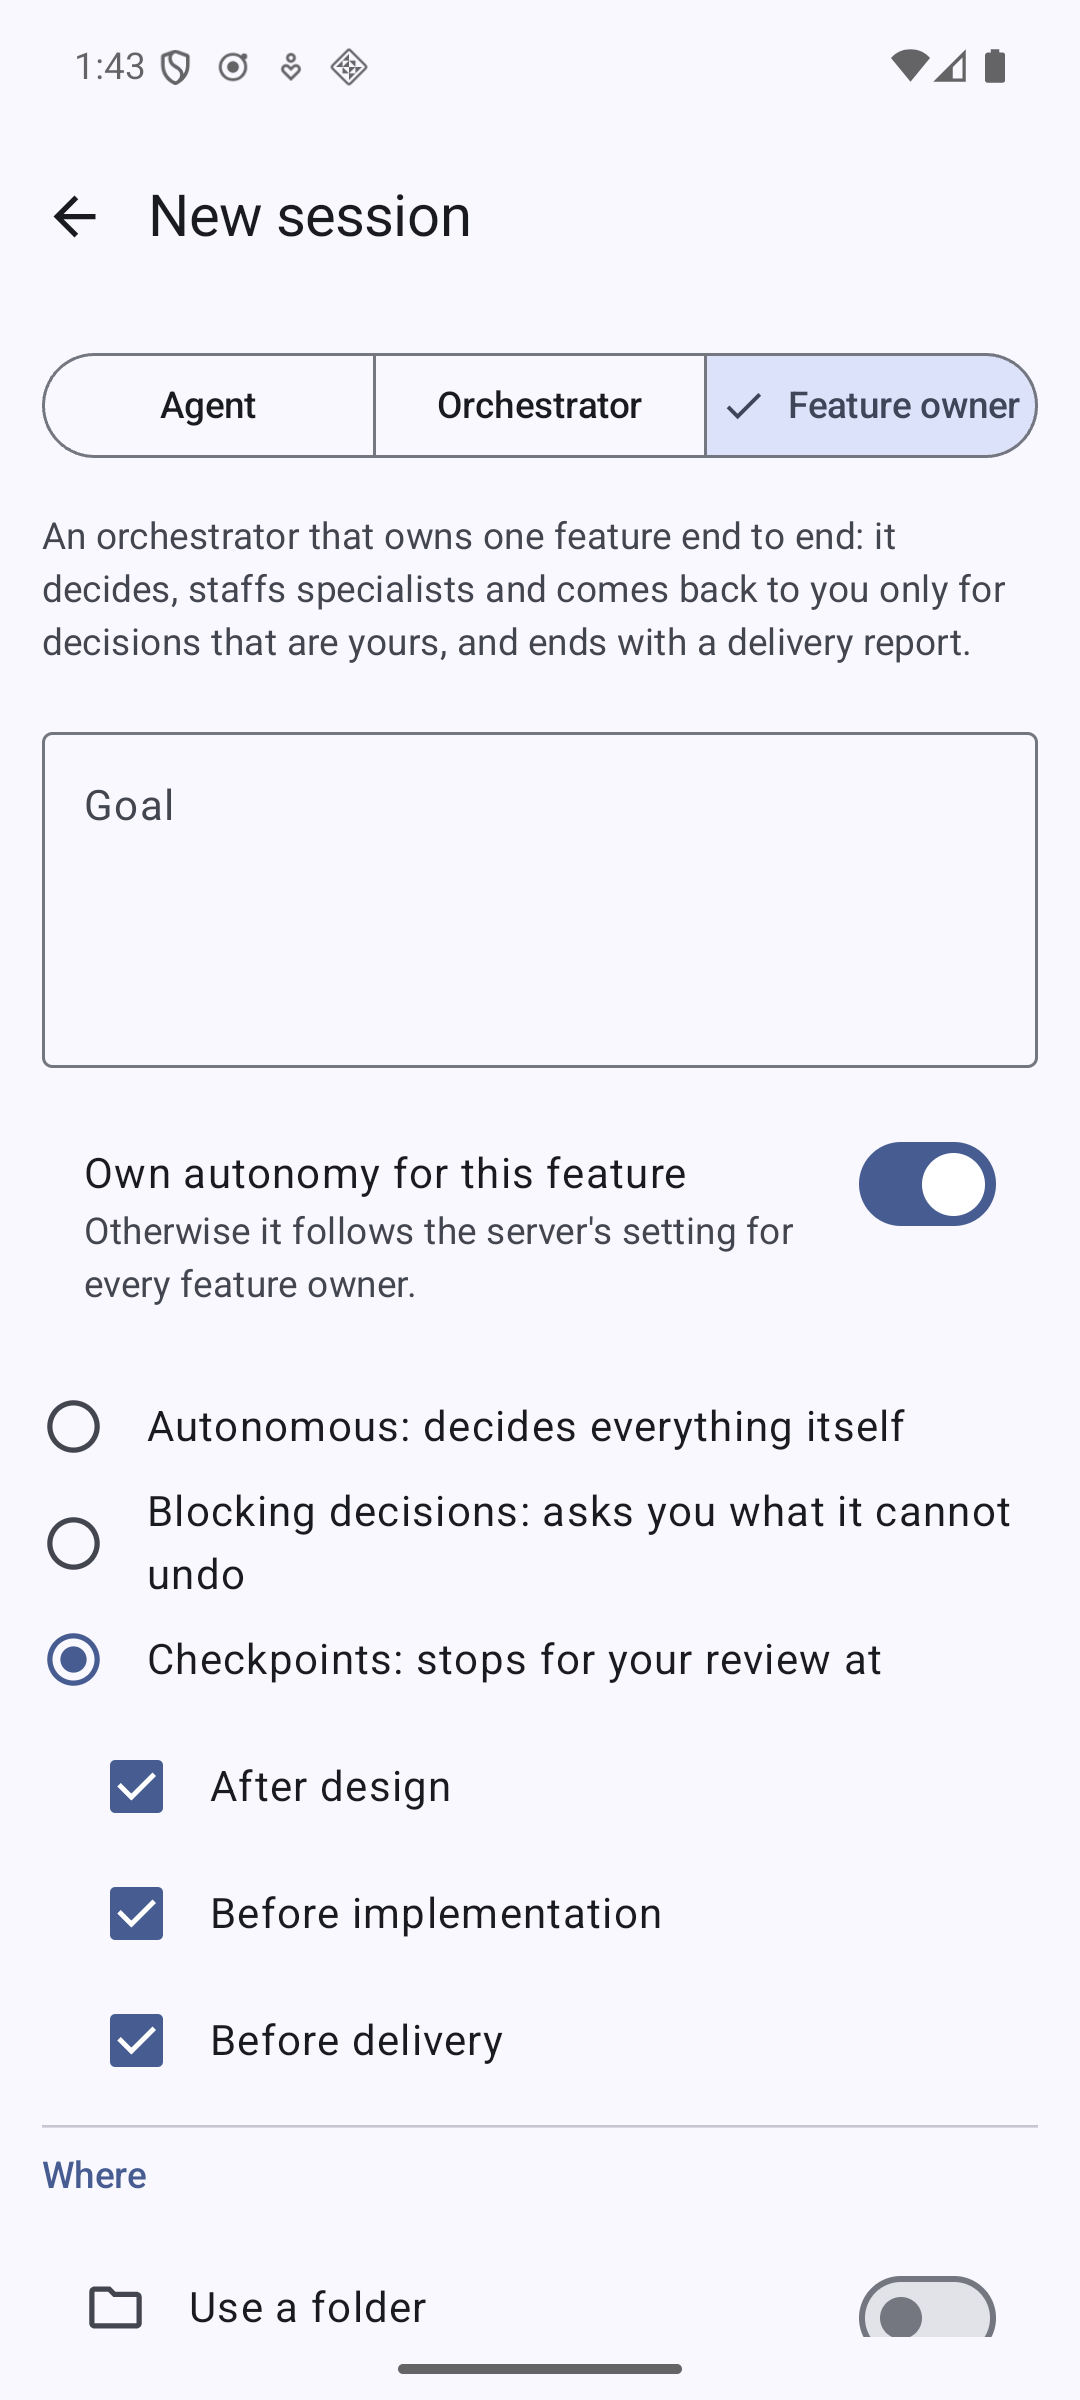 1:43
New session
Agent
Orchestrator
Feature owner
An orchestrator that owns one feature end to end: it
decides, staffs specialists and comes back to you only for
decisions that are yours, and ends with a delivery report.
Goal
Own autonomy for this feature
Otherwise it follows the server's setting for
every feature owner.
Autonomous: decides everything itself
Blocking decisions: asks you what it cannot
undo
Checkpoints: stops for your review at
After design
Before implementation
Before delivery
Where
Use a folder